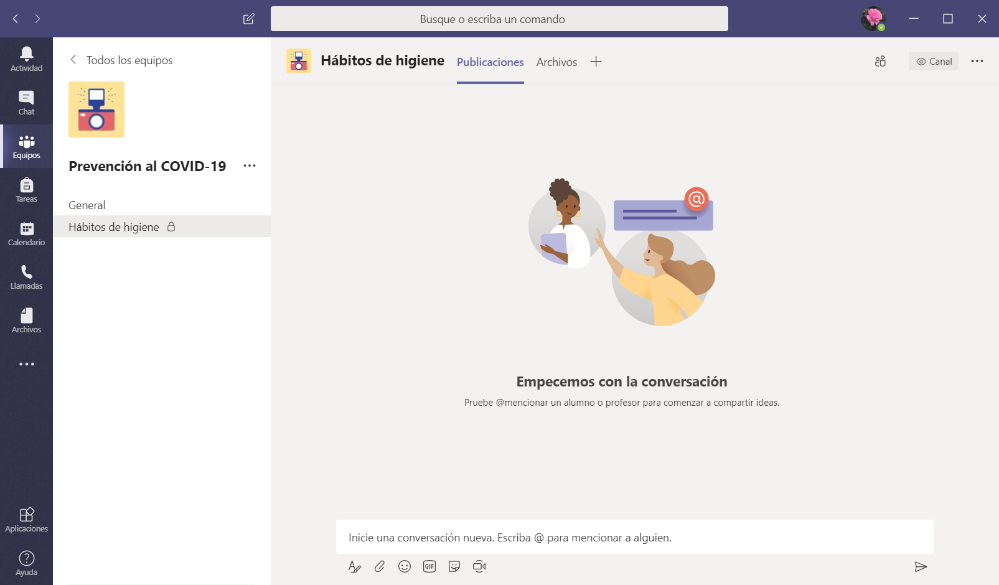 Busque o escriba un comando
Actividad
Chat
Equipos
Tareas
Calendario
Llamadas
Archivos
Aplicaciones
Ayuda
Todos los equipos
Prevención al COVID-19
General
Hábitos de higiene
Hábitos de higiene Publicaciones Archivos
Canal
@
Empecemos con la conversación
Pruebe @mencionar un alumno o profesor para comenzar a compartir ideas.
Inicie una conversación nueva. Escriba @ para mencionar a alguien.
GIF